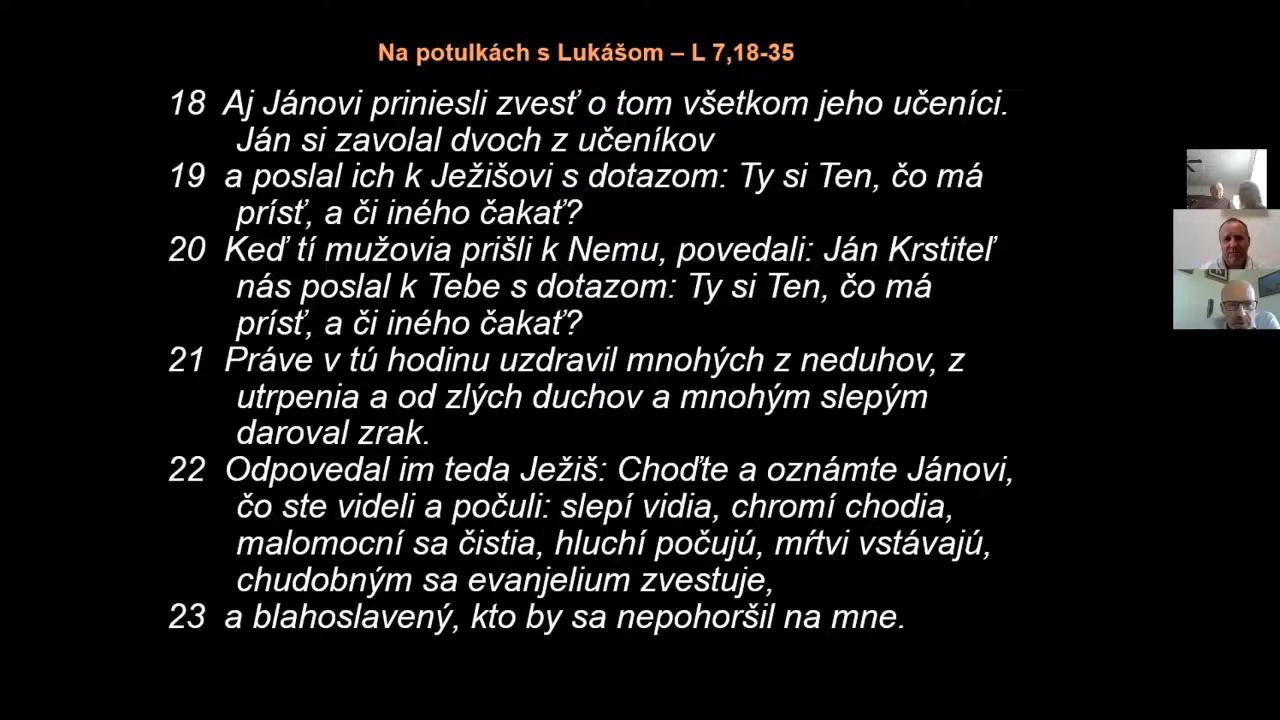 Na potulkách s Lukášom – L 7,18-35
18 Aj Jánovi priniesli zvesť o tom všetkom jeho učeníci.
Ján si zavolal dvoch z učeníkov
19 a poslal ich k Ježišovi s dotazom: Ty si Ten, čo má
prísť, a či iného čakať?
20 Keď tí mužovia prišli k Nemu, povedali: Ján Krstiteľ
nás poslal k Tebe s dotazom: Ty si Ten, čo má
prísť, a či iného čakať?
21 Práve v tú hodinu uzdravil mnohých z neduhov, z
utrpenia a od zlých duchov a mnohým slepým
daroval zrak.
22 Odpovedal im teda Ježiš: Choďte a oznámte Jánovi,
čo ste videli a počuli: slepí vidia, chromí chodia,
malomocní sa čistia, hluchí počujú, mŕtvi vstávajú,
chudobným sa evanjelium zvestuje,
23 a blahoslavený, kto by sa nepohoršil na mne.